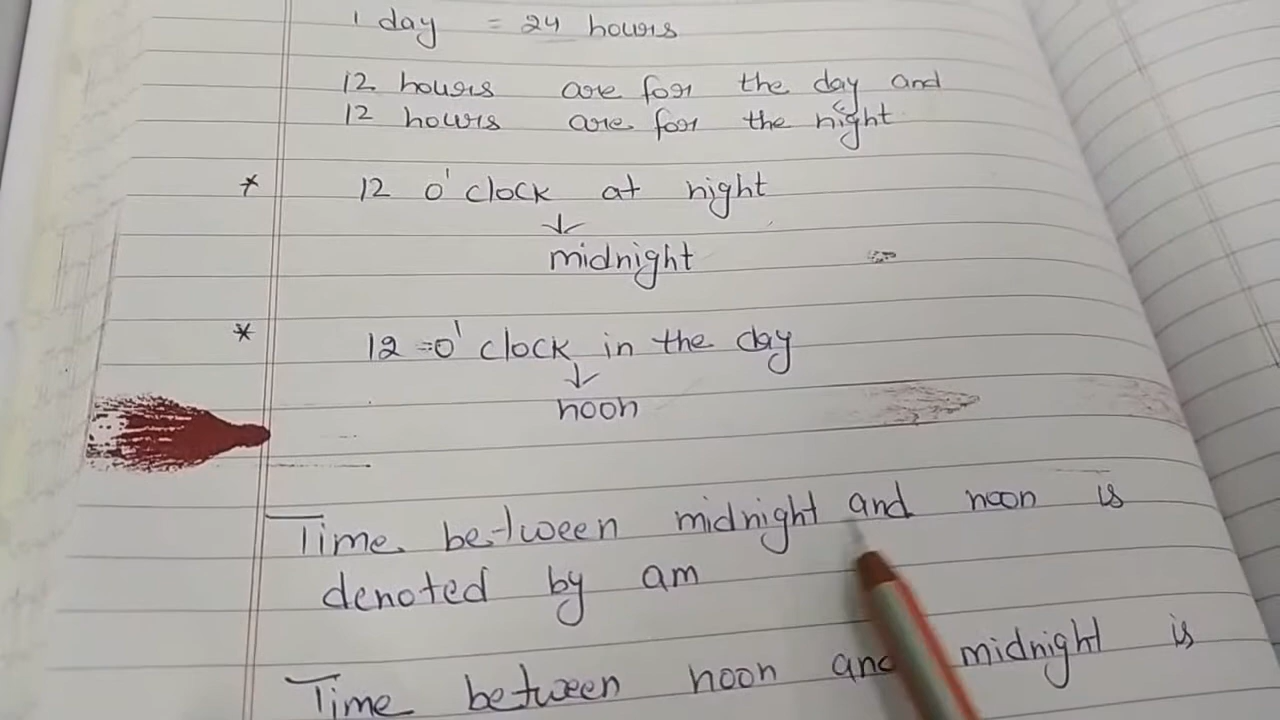 1 day = 24 hours
12 hours are for the day and
12 hours are for the night
* 12 o'clock at night
↓
midnight
* 12 =o'clock in the day
↓
noon
Time between midnight and noon is
denoted by am
Time between noon and midnight is